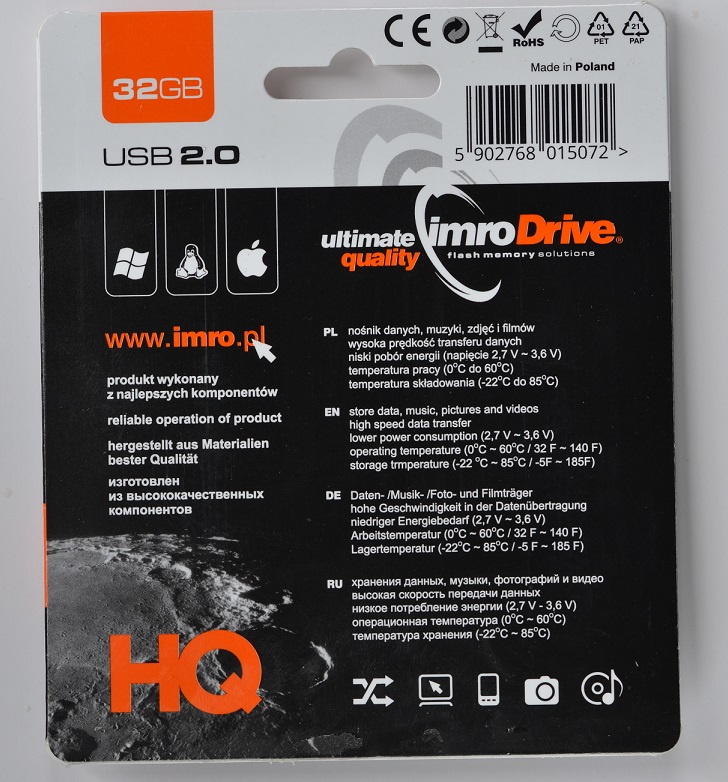 32GB
USB 2.0
CE
RoHS
01
PET
21
PAP
Made in Poland
5 902768 015072 >
ultimate
quality
imroDrive®
flash memory solutions
www.imro.pl
produkt wykonany
z najlepszych komponentów
reliable operation of product
hergestellt aus Materialien
bester Qualität
изготовлен
из высококачественных
компонентов
PL nośnik danych, muzyki, zdjęć i filmów
wysoka prędkość transferu danych
niski pobór energii (napięcie 2,7 V ~ 3,6 V)
temperatura pracy (0°C do 60°C)
temperatura składowania (-22°C do 85°C)
EN store data, music, pictures and videos
high speed data transfer
lower power consumption (2,7 V ~ 3,6 V)
operating temperature (0°C ~ 60°C / 32 F ~ 140 F)
storage trmperature (-22 °C ~ 85°C / -5F ~ 185F)
DE Daten- /Musik- /Foto- und Filmträger
hohe Geschwindigkeit in der Datenübertragung
niedriger Energiebedarf (2,7 V ~ 3,6 V)
Arbeitstemperatur (0°C ~ 60°C / 32 F ~ 140 F)
Lagertemperatur (-22°C ~ 85°C / -5 F ~ 185 F)
RU хранения данных, музыки, фотографий и видео
высокая скорость передачи данных
низкое потребление энергии (2,7 V - 3,6 V)
операционная температура (0°C ~ 60°C)
температура хранения (-22°C ~ 85°C)
HQ